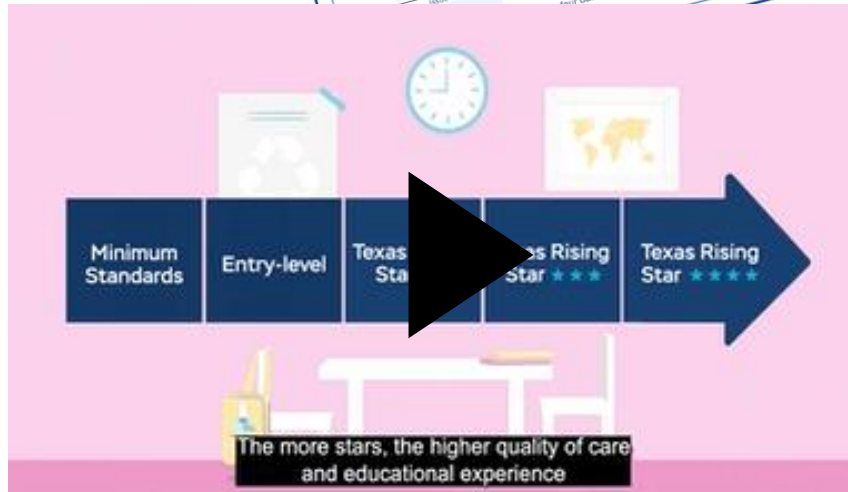 Minimum
Standards
Entry-level
Texas
Sta
s Rising
Star ★★★
Texas Rising
Star ★★★★
The more stars, the higher quality of care
and educational experience